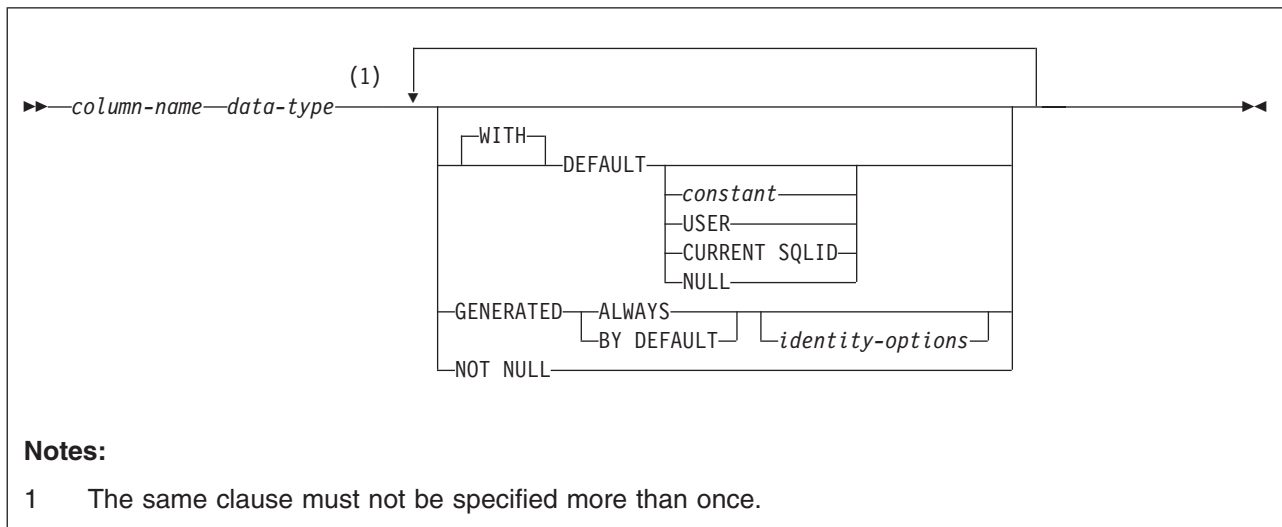 (1)
column-name data-type
WITH
DEFAULT
constant
USER
CURRENT SQLID
NULL
GENERATED ALWAYS
BY DEFAULT identity-options
NOT NULL
Notes:
1 The same clause must not be specified more than once.